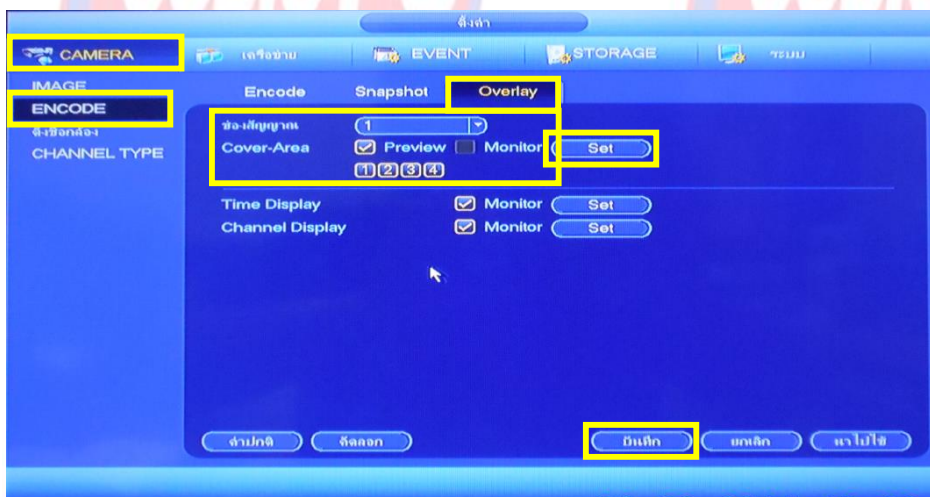 ตั้งค่า
CAMERA เครือข่าย EVENT STORAGE ระบบ
IMAGE
ENCODE
ตั้งชื่อกล้อง
CHANNEL TYPE
Encode Snapshot Overlay
ช่องสัญญาณ 1
Cover-Area Preview Monitor Set
1 2 3 4
Time Display Monitor Set
Channel Display Monitor Set
ค่าปกติ คัดลอก บันทึก ยกเลิก นำไปใช้